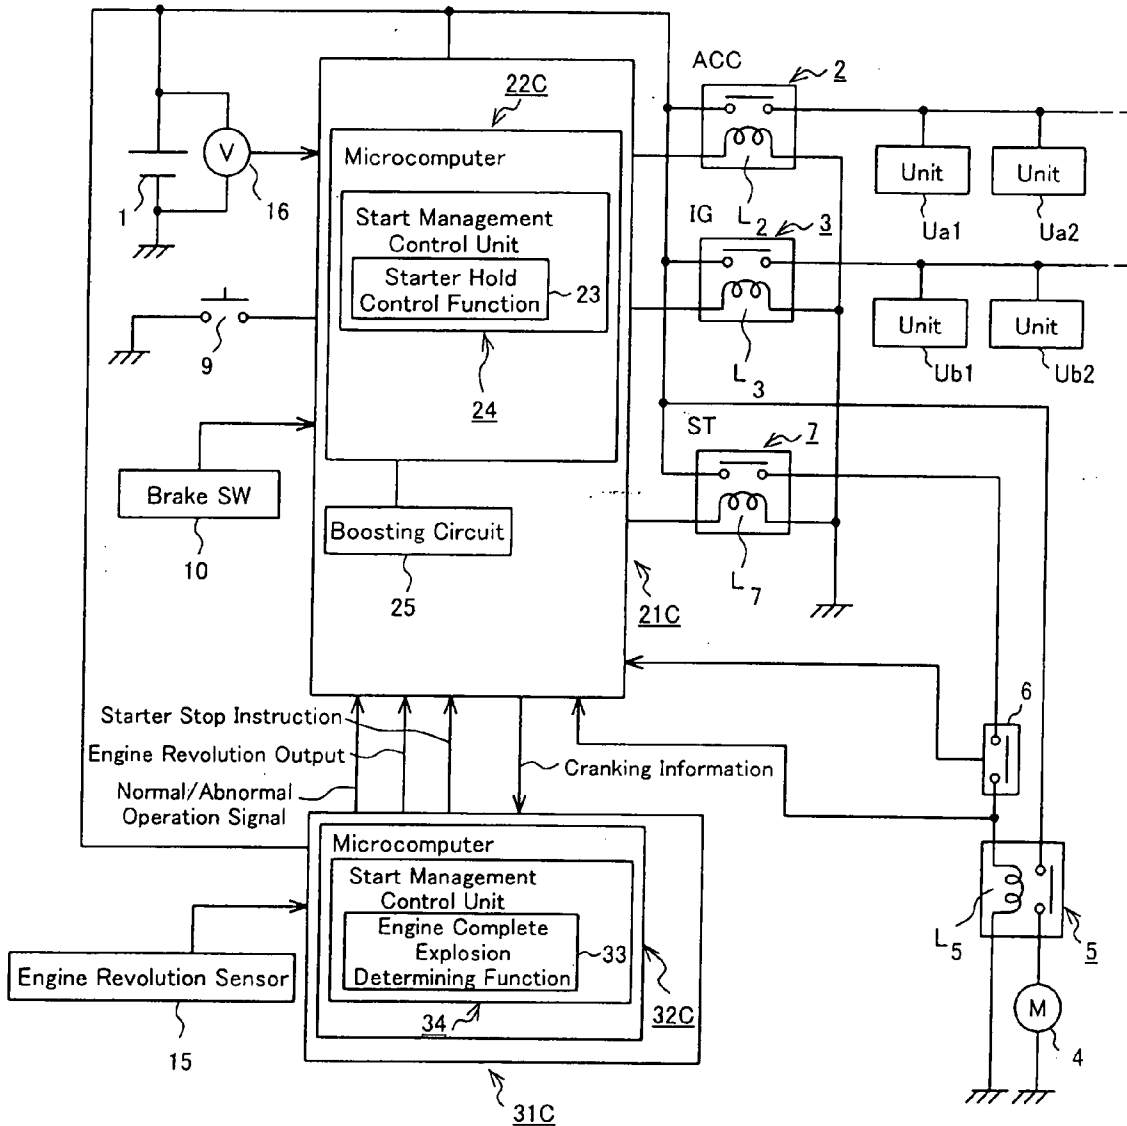 ACC
2
22C
Microcomputer
V
1
16
Start Management
Control Unit
Starter Hold
Control Function
23
24
L2
Unit
Unit
Ua1
Ua2
IG
3
9
L3
Unit
Unit
Ub1
Ub2
ST
7
Brake SW
10
Boosting Circuit
25
L7
21C
6
Starter Stop Instruction
Engine Revolution Output
Normal/Abnormal
Operation Signal
Cranking Information
Microcomputer
Start Management
Control Unit
Engine Complete
Explosion
Determining Function
33
34
32C
Engine Revolution Sensor
15
31C
L5
5
M
4